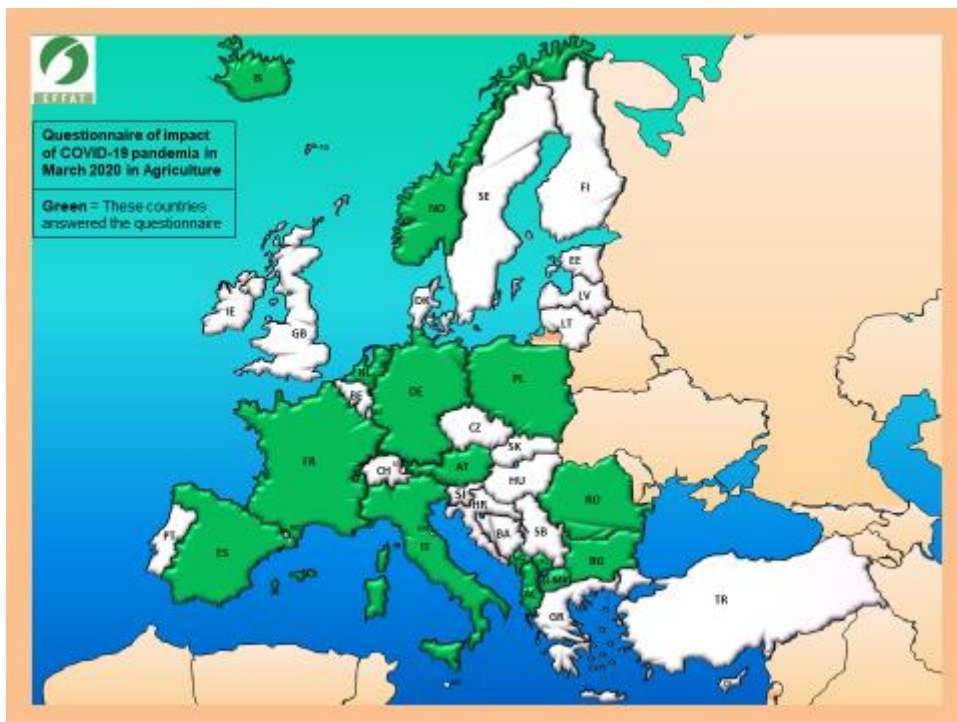 EFFAT
Questionnaire of impact
of COVID-19 pandemia in
March 2020 in Agriculture
Green = These countries
answered the questionnaire
IS
NO
SE
FI
EE
LV
LT
DK
IE
GB
NL
BE
DE
PL
CZ
SK
FR
CH
AT
HU
SI
HR
RO
BA
SB
PT
ES
IT
BG
AL
GR
TR